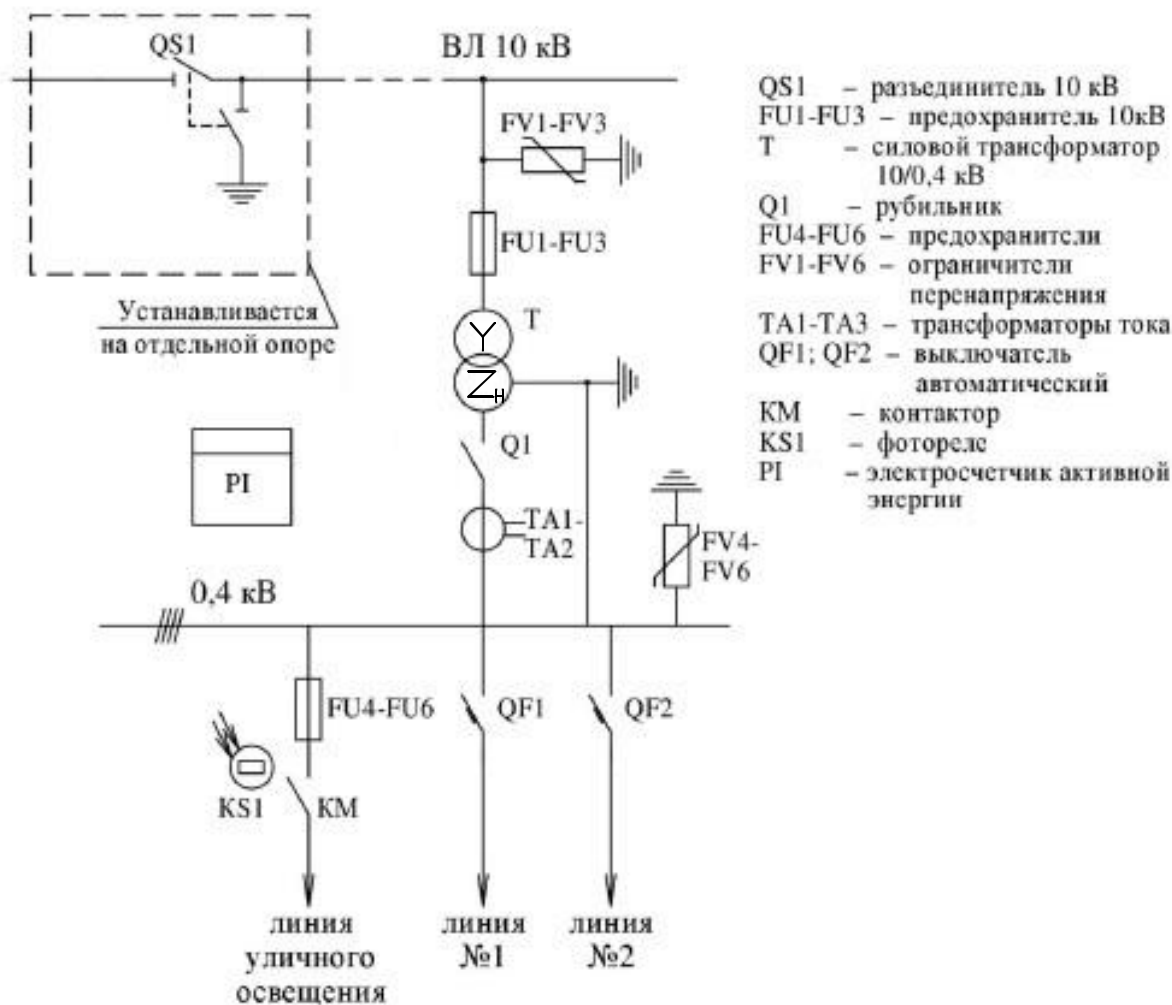 QS1
ВЛ 10 кВ
FV1-FV3
FU1-FU3
Устанавливается
на отдельной опоре
T
Y
Zн
Q1
PI
TA1-
TA2
FV4-
FV6
0,4 кВ
FU4-FU6
QF1
QF2
KS1
KM
линия
уличного
освещения
линия
№1
линия
№2
QS1 – разъединитель 10 кВ
FU1-FU3 – предохранитель 10кВ
T – силовой трансформатор
10/0,4 кВ
Q1 – рубильник
FU4-FU6 – предохранители
FV1-FV6 – ограничители
перенапряжения
TA1-TA3 – трансформаторы тока
QF1; QF2 – выключатель
автоматический
KM – контактор
KS1 – фотореле
PI – электросчетчик активной
энергии